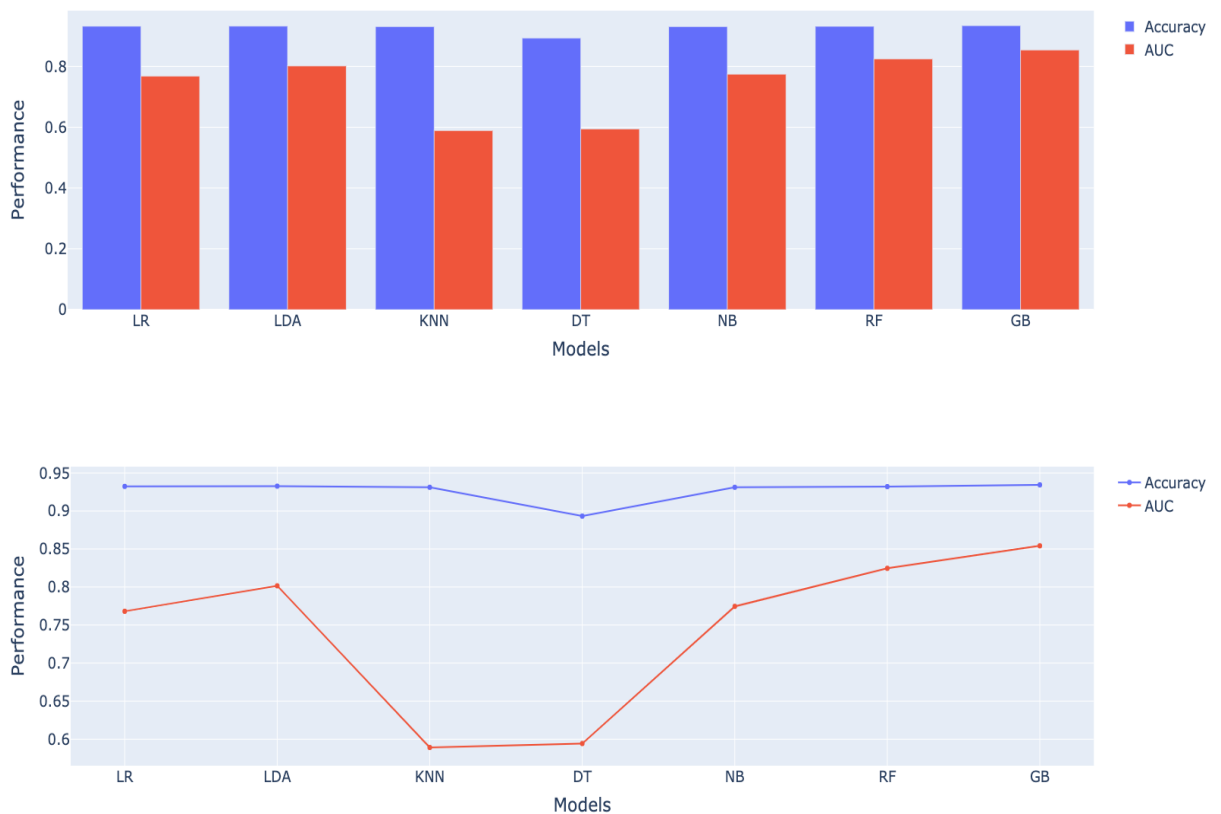 Accuracy
AUC
Performance
0.8
0.6
0.4
0.2
0
LR LDA KNN DT NB RF GB
Models
Accuracy
AUC
Performance
0.95
0.9
0.85
0.8
0.75
0.7
0.65
0.6
LR LDA KNN DT NB RF GB
Models